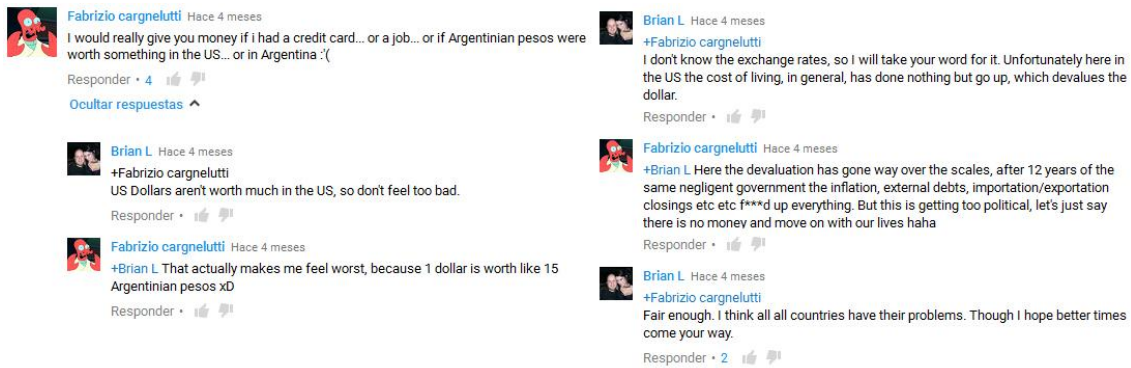 Fabrizio cargnelutti Hace 4 meses
I would really give you money if i had a credit card... or a job... or if Argentinian pesos were
worth something in the US... or in Argentina :'(
Responder • 4
Ocultar respuestas
Brian L Hace 4 meses
+Fabrizio cargnelutti
US Dollars aren't worth much in the US, so don't feel too bad.
Responder •
Fabrizio cargnelutti Hace 4 meses
+Brian L That actually makes me feel worst, because 1 dollar is worth like 15
Argentinian pesos xD
Responder •
Brian L Hace 4 meses
+Fabrizio cargnelutti
I don't know the exchange rates, so I will take your word for it. Unfortunately here in
the US the cost of living, in general, has done nothing but go up, which devalues the
dollar.
Responder •
Fabrizio cargnelutti Hace 4 meses
+Brian L Here the devaluation has gone way over the scales, after 12 years of the
same negligent government the inflation, external debts, importation/exportation
closings etc etc f***d up everything. But this is getting too political, let's just say
there is no money and move on with our lives haha
Responder •
Brian L Hace 4 meses
+Fabrizio cargnelutti
Fair enough. I think all all countries have their problems. Though I hope better times
come your way.
Responder • 2